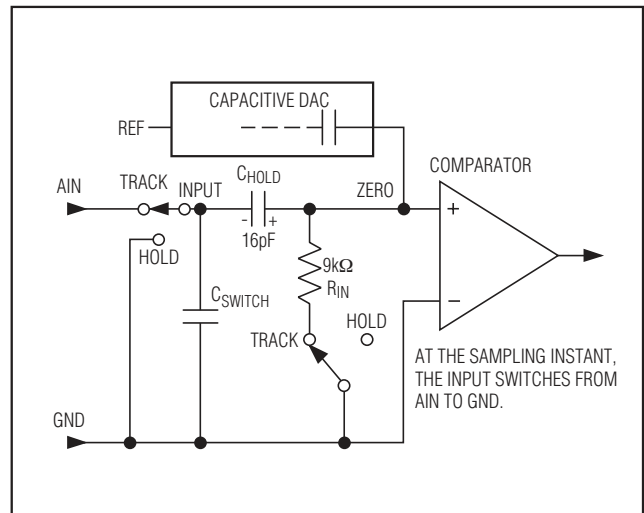 CAPACITIVE DAC
REF
COMPARATOR
AIN
TRACK
INPUT
CHOLD
ZERO
- +
16pF
+
HOLD
9kΩ
RIN
CSWITCH
HOLD
TRACK
−
AT THE SAMPLING INSTANT,
THE INPUT SWITCHES FROM
AIN TO GND.
GND